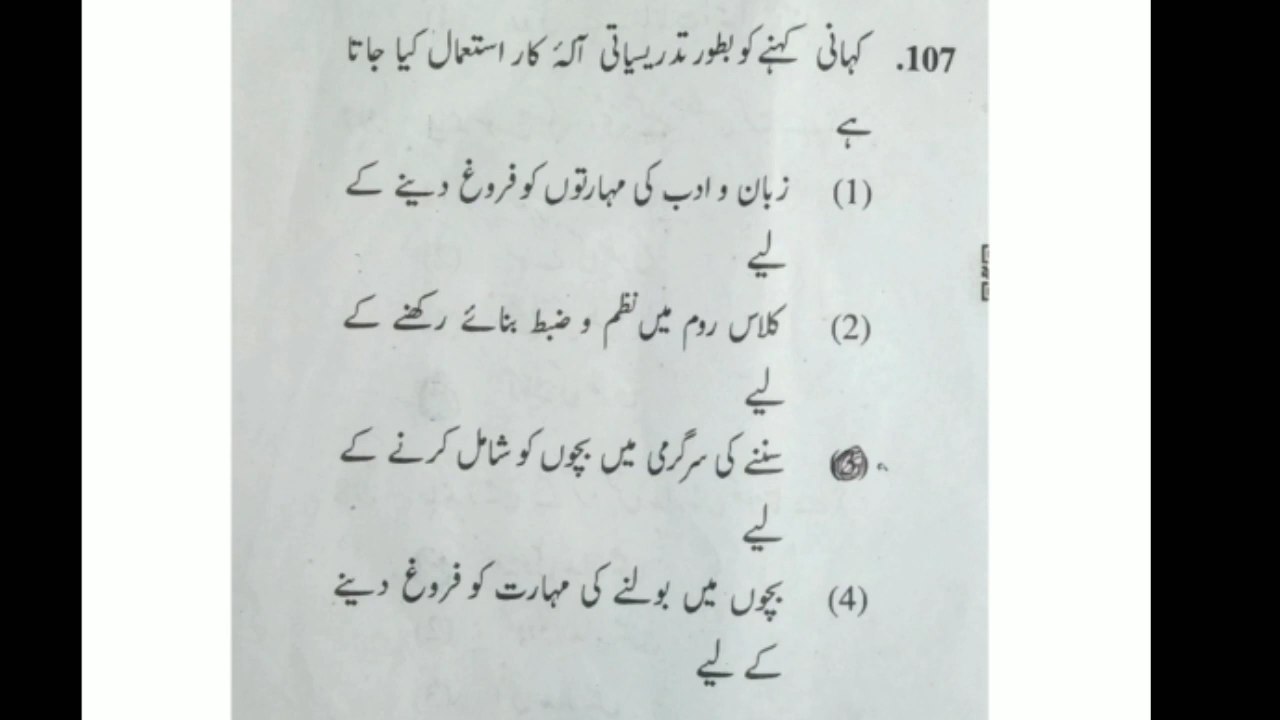 107. کہانی کہنے کو بطور تدریسیاتی آلۂ کار استعمال کیا جاتا
ہے
(1) زبان و ادب کی مہارتوں کو فروغ دینے کے
لیے
(2) کلاس روم میں نظم و ضبط بنائے رکھنے کے
لیے
(3) سننے کی سرگرمی میں بچوں کو شامل کرنے کے
لیے
(4) بچوں میں بولنے کی مہارت کو فروغ دینے
کے لیے